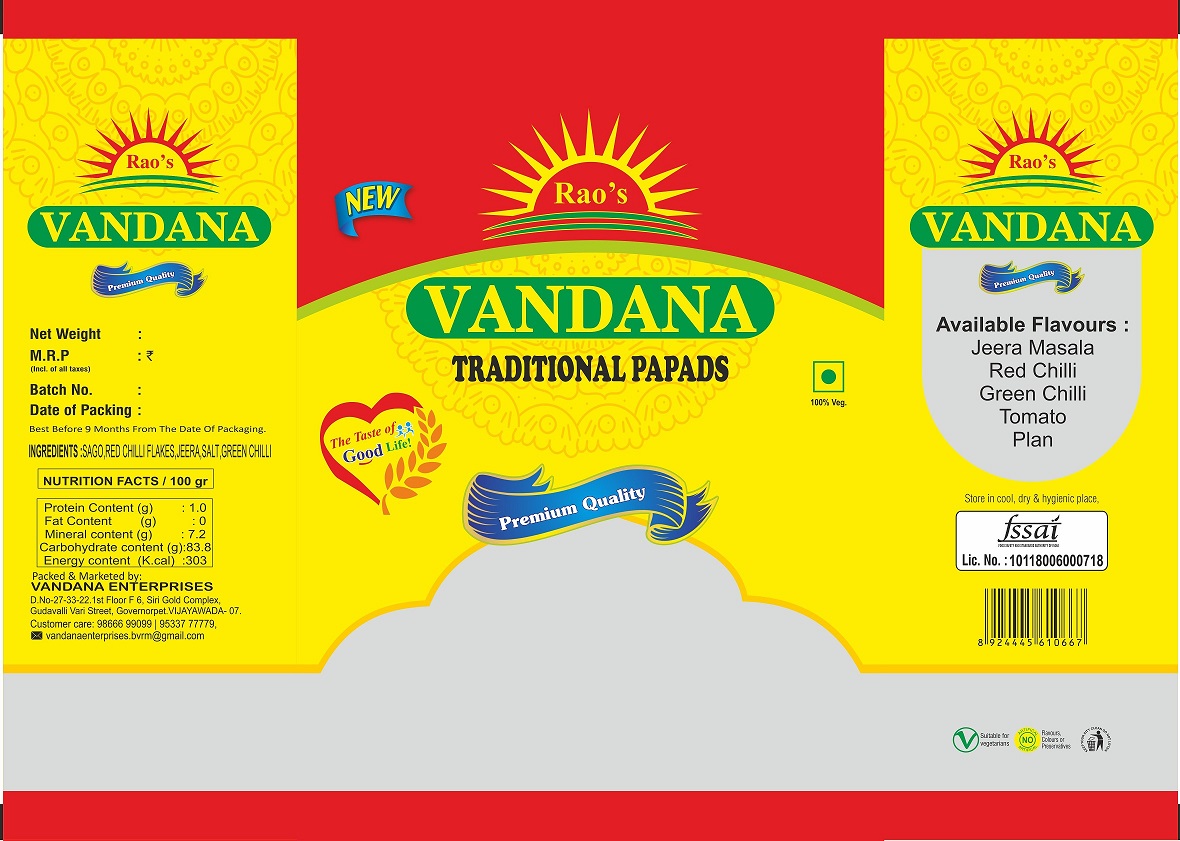 Rao's
VANDANA
Premium Quality
Net Weight :
M.R.P : ₹
(Incl. of all taxes)
Batch No. :
Date of Packing :
Best Before 9 Months From The Date Of Packaging.
INGREDIENTS :SAGO,RED CHILLI FLAKES,JEERA,SALT,GREEN CHILLI
NUTRITION FACTS / 100 gr
Protein Content (g) : 1.0
Fat Content (g) : 0
Mineral content (g) : 7.2
Carbohydrate content (g):83.8
Energy content (K.cal) :303
Packed & Marketed by:
VANDANA ENTERPRISES
D.No-27-33-22.1st Floor F 6, Siri Gold Complex,
Gudavalli Vari Street, Governorpet.VIJAYAWADA- 07.
Customer care: 98666 99099 | 95337 77779,
vandanaenterprises.bvrm@gmail.com
NEW
Rao's
VANDANA
TRADITIONAL PAPADS
100% Veg.
The Taste of
Good Life!
Premium Quality
Rao's
VANDANA
Premium Quality
Available Flavours :
Jeera Masala
Red Chilli
Green Chilli
Tomato
Plan
Store in cool, dry & hygienic place,
fssai
Lic. No. : 10118006000718
8 924445 610667
Suitable for
vegetarians
NO
Flavours,
Colours or
Preservatives